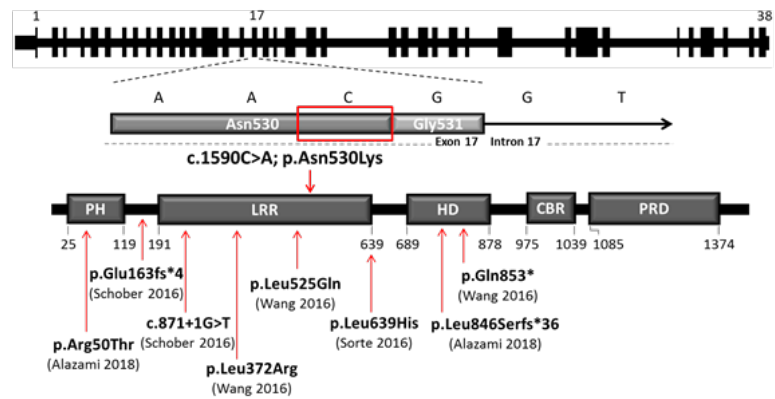 1 17 38
A A C G G T
Asn530 Gly531
Exon 17 Intron 17
c.1590C>A; p.Asn530Lys
PH LRR HD CBR PRD
25 119 191 639 689 878 975 1039 1085 1374
p.Glu163fs*4
(Schober 2016)
p.Leu525Gln
(Wang 2016)
p.Gln853*
(Wang 2016)
p.Arg50Thr
(Alazami 2018)
c.871+1G>T
(Schober 2016)
p.Leu639His
(Sorte 2016)
p.Leu846Serfs*36
(Alazami 2018)
p.Leu372Arg
(Wang 2016)